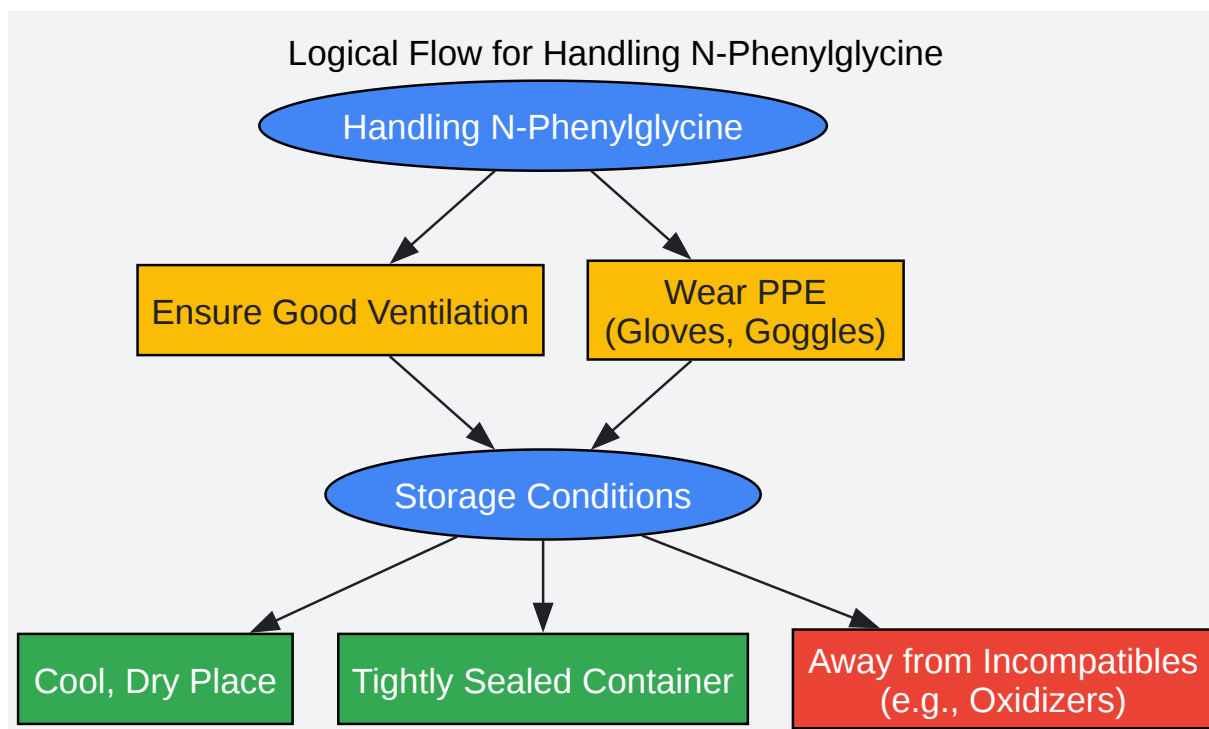 Logical Flow for Handling N-Phenylglycine
Handling N-Phenylglycine
Ensure Good Ventilation
Wear PPE
(Gloves, Goggles)
Storage Conditions
Cool, Dry Place
Tightly Sealed Container
Away from Incompatibles
(e.g., Oxidizers)